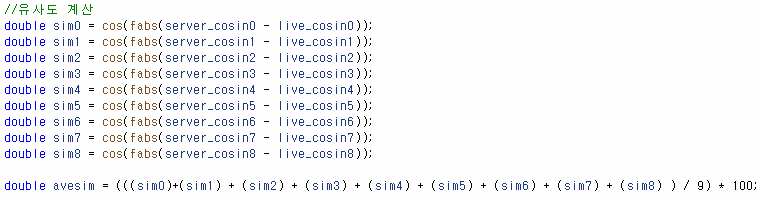 //유사도 계산
double sim0 = cos(fabs(server_cosin0 - live_cosin0));
double sim1 = cos(fabs(server_cosin1 - live_cosin1));
double sim2 = cos(fabs(server_cosin2 - live_cosin2));
double sim3 = cos(fabs(server_cosin3 - live_cosin3));
double sim4 = cos(fabs(server_cosin4 - live_cosin4));
double sim5 = cos(fabs(server_cosin5 - live_cosin5));
double sim6 = cos(fabs(server_cosin6 - live_cosin6));
double sim7 = cos(fabs(server_cosin7 - live_cosin7));
double sim8 = cos(fabs(server_cosin8 - live_cosin8));
double avesim = (((sim0)+(sim1) + (sim2) + (sim3) + (sim4) + (sim5) + (sim6) + (sim7) + (sim8) ) / 9) * 100;